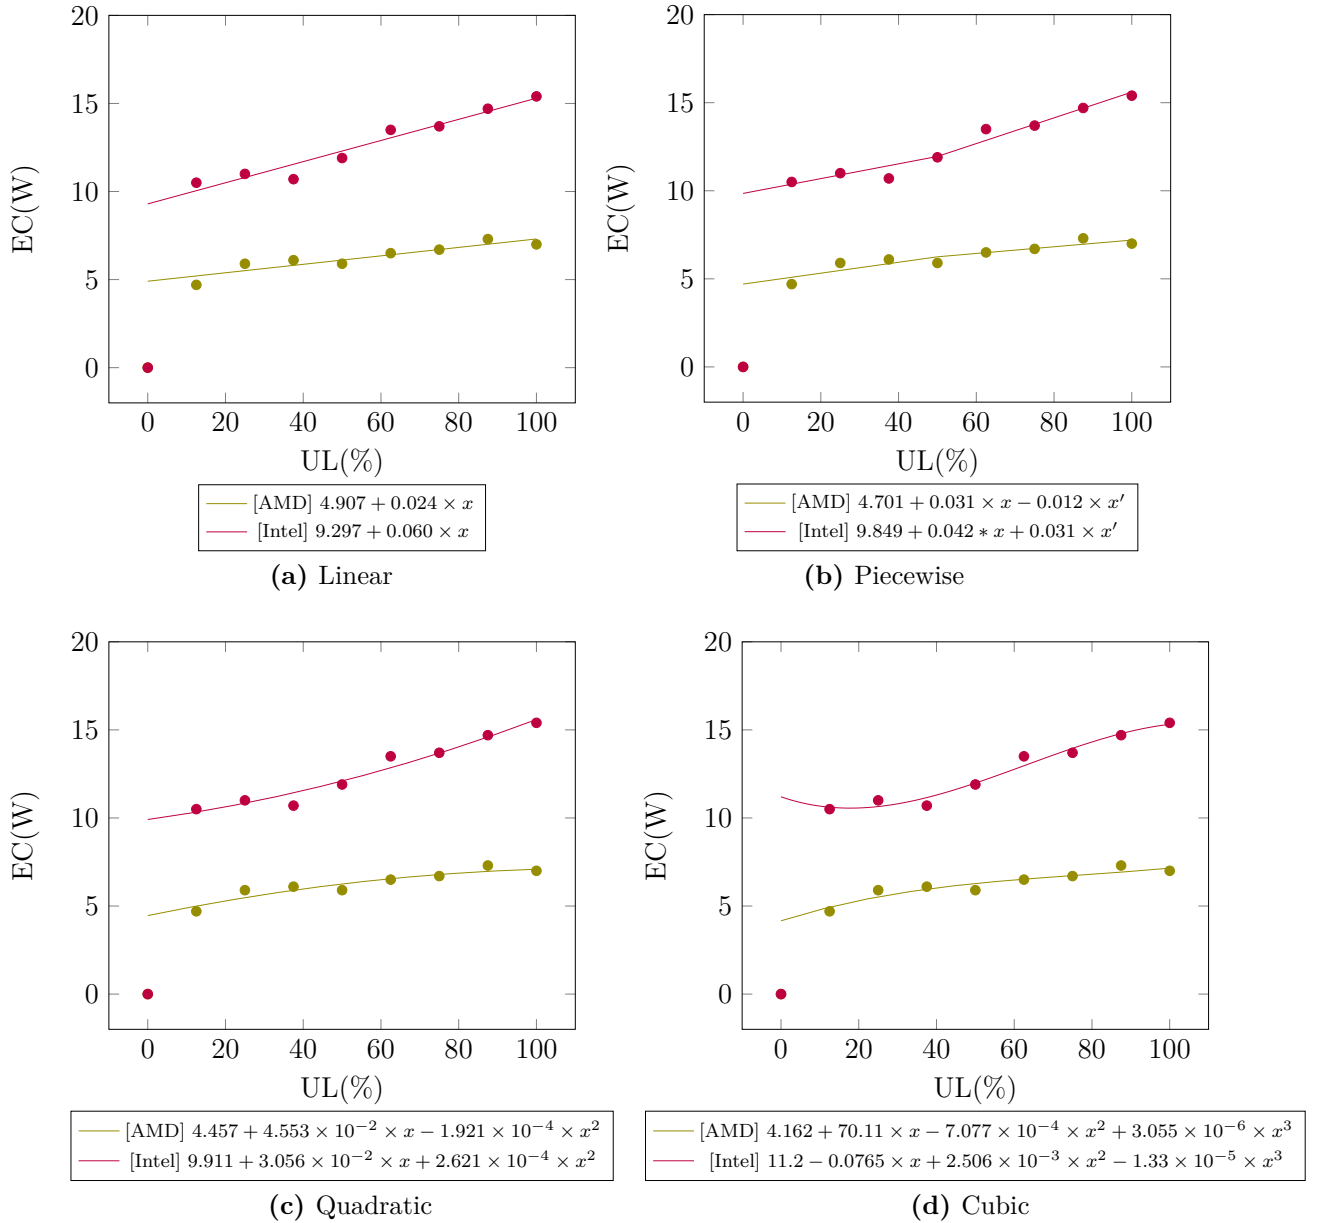 20
15
10
5
0
EC(W)
0 20 40 60 80 100
UL(%)
[AMD] 4.907 + 0.024 × x
[Intel] 9.297 + 0.060 × x
(a) Linear
20
15
10
5
0
EC(W)
0 20 40 60 80 100
UL(%)
[AMD] 4.701 + 0.031 × x − 0.012 × x′
[Intel] 9.849 + 0.042 ∗ x + 0.031 × x′
(b) Piecewise
20
15
10
5
0
EC(W)
0 20 40 60 80 100
UL(%)
[AMD] 4.457 + 4.553 × 10⁻² × x − 1.921 × 10⁻⁴ × x²
[Intel] 9.911 + 3.056 × 10⁻² × x + 2.621 × 10⁻⁴ × x²
(c) Quadratic
20
15
10
5
0
EC(W)
0 20 40 60 80 100
UL(%)
[AMD] 4.162 + 70.11 × x − 7.077 × 10⁻⁴ × x² + 3.055 × 10⁻⁶ × x³
[Intel] 11.2 − 0.0765 × x + 2.506 × 10⁻³ × x² − 1.33 × 10⁻⁵ × x³
(d) Cubic